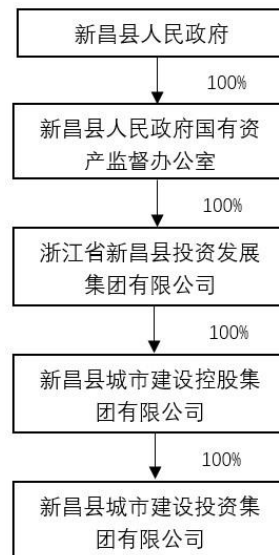 新昌县人民政府
100%
新昌县人民政府国有资
产监督办公室
100%
浙江省新昌县投资发展
集团有限公司
100%
新昌县城市建设控股集
团有限公司
100%
新昌县城市建设投资集
团有限公司